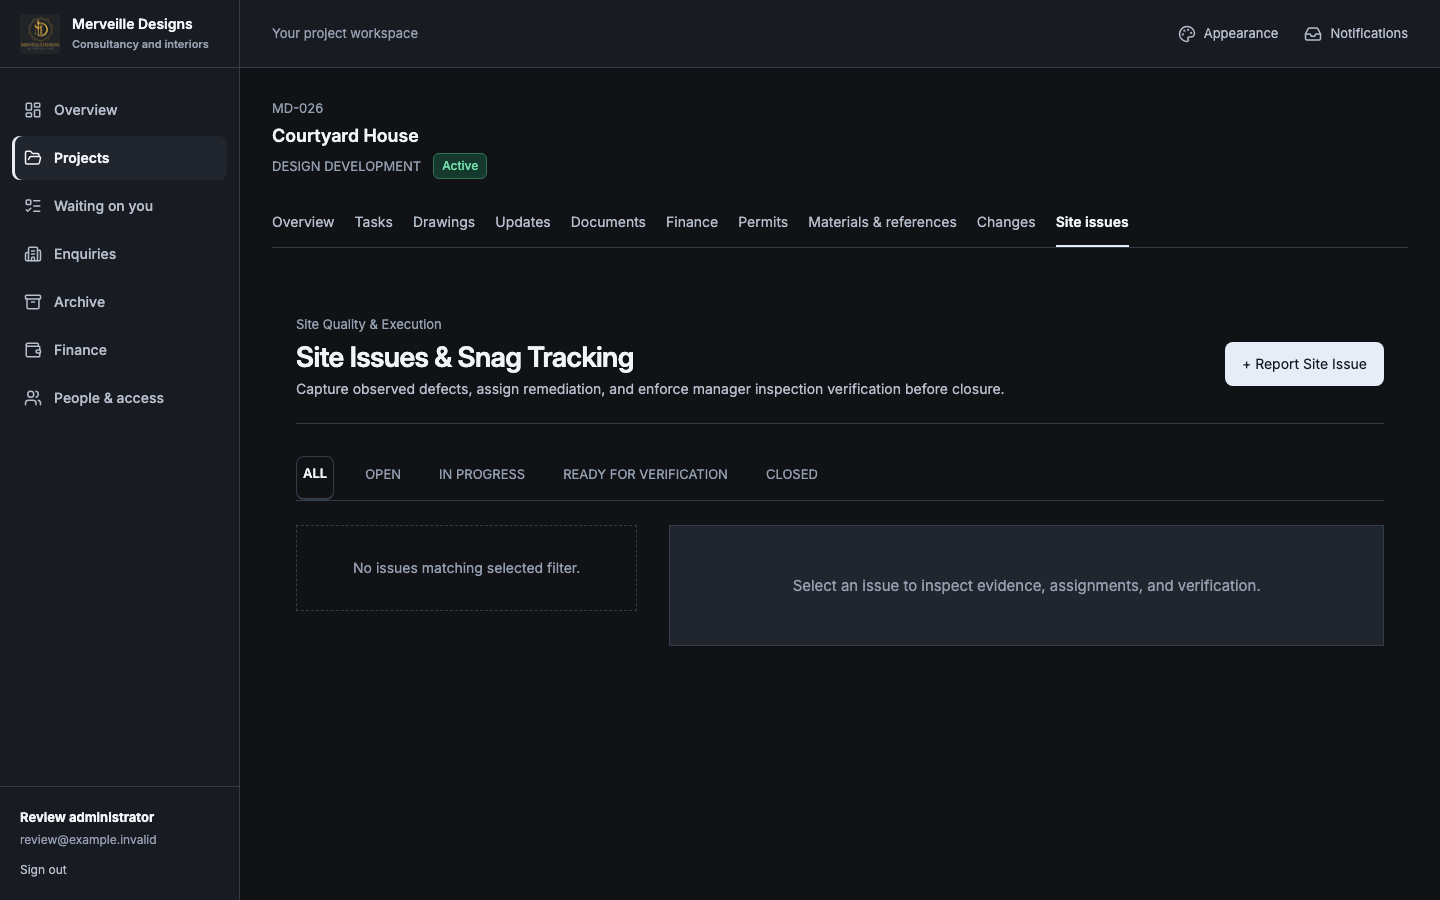 Merveille Designs
Consultancy and interiors
Your project workspace
Appearance
Notifications
Overview
Projects
Waiting on you
Enquiries
Archive
Finance
People & access
MD-026
Courtyard House
DESIGN DEVELOPMENT Active
Overview Tasks Drawings Updates Documents Finance Permits Materials & references Changes Site issues
Site Quality & Execution
Site Issues & Snag Tracking
Capture observed defects, assign remediation, and enforce manager inspection verification before closure.
+ Report Site Issue
ALL OPEN IN PROGRESS READY FOR VERIFICATION CLOSED
No issues matching selected filter.
Select an issue to inspect evidence, assignments, and verification.
Review administrator
review@example.invalid
Sign out